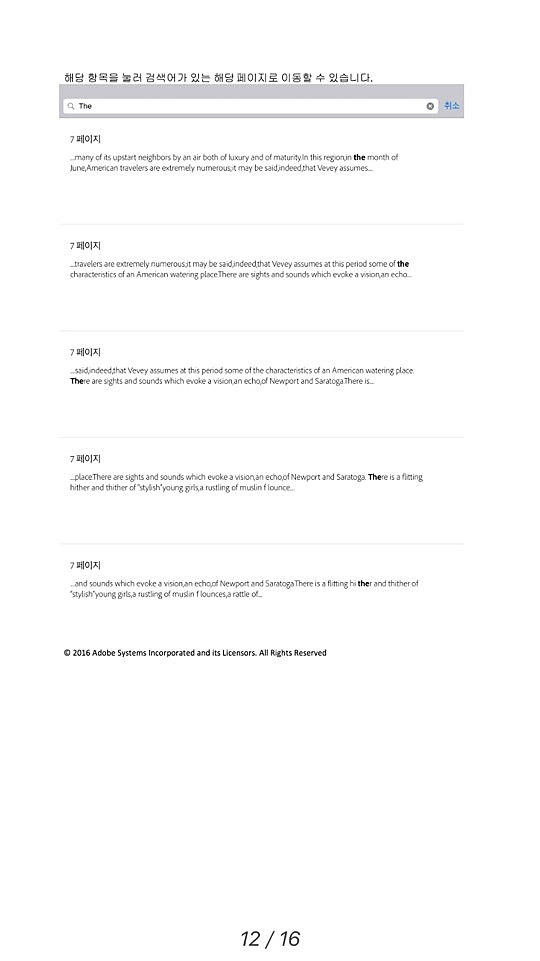 해당 항목을 눌러 검색어가 있는 해당 페이지로 이동할 수 있습니다.
The
취소
7 페이지
...many of its upstart neighbors by an air both of luxury and of maturity.In this region,in the month of
June,American travelers are extremely numerous;it may be said,indeed,that Vevey assumes...
7 페이지
...travelers are extremely numerous;it may be said,indeed,that Vevey assumes at this period some of the
characteristics of an American watering place.There are sights and sounds which evoke a vision,an echo...
7 페이지
...said,indeed,that Vevey assumes at this period some of the characteristics of an American watering place.
There are sights and sounds which evoke a vision,an echo,of Newport and Saratoga.There is...
7 페이지
...place.There are sights and sounds which evoke a vision,an echo,of Newport and Saratoga. There is a flitting
hither and thither of "stylish"young girls,a rustling of muslin f lounce...
7 페이지
...and sounds which evoke a vision,an echo,of Newport and Saratoga.There is a flitting hi ther and thither of
"stylish"young girls,a rustling of muslin f lounces,a rattle of...
© 2016 Adobe Systems Incorporated and its Licensors. All Rights Reserved
12 / 16